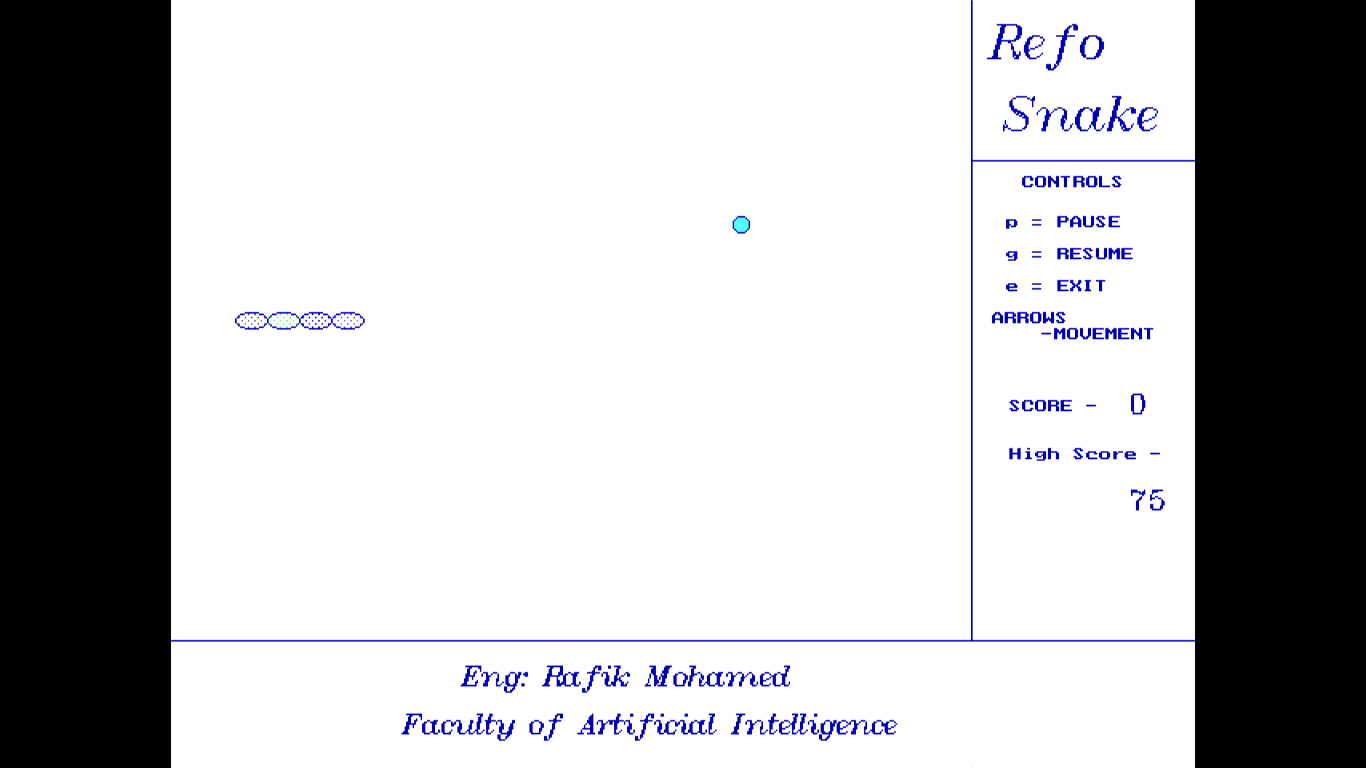 Refo
Snake
CONTROLS
p = PAUSE
g = RESUME
e = EXIT
ARROWS
-MOVEMENT
SCORE - 0
High Score -
75
Eng: Rafik Mohamed
Faculty of Artificial Intelligence